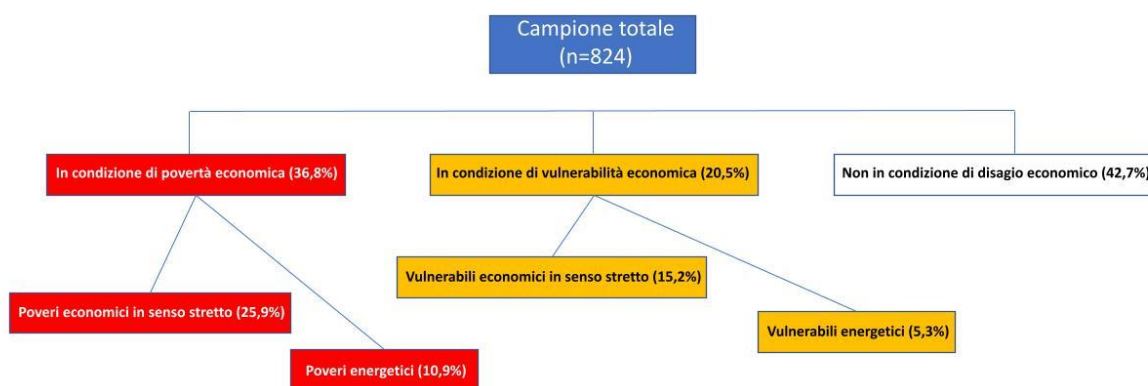 Campione totale
(n=824)
In condizione di povertà economica (36,8%)
In condizione di vulnerabilità economica (20,5%)
Non in condizione di disagio economico (42,7%)
Vulnerabili economici in senso stretto (15,2%)
Poveri economici in senso stretto (25,9%)
Vulnerabili energetici (5,3%)
Poveri energetici (10,9%)